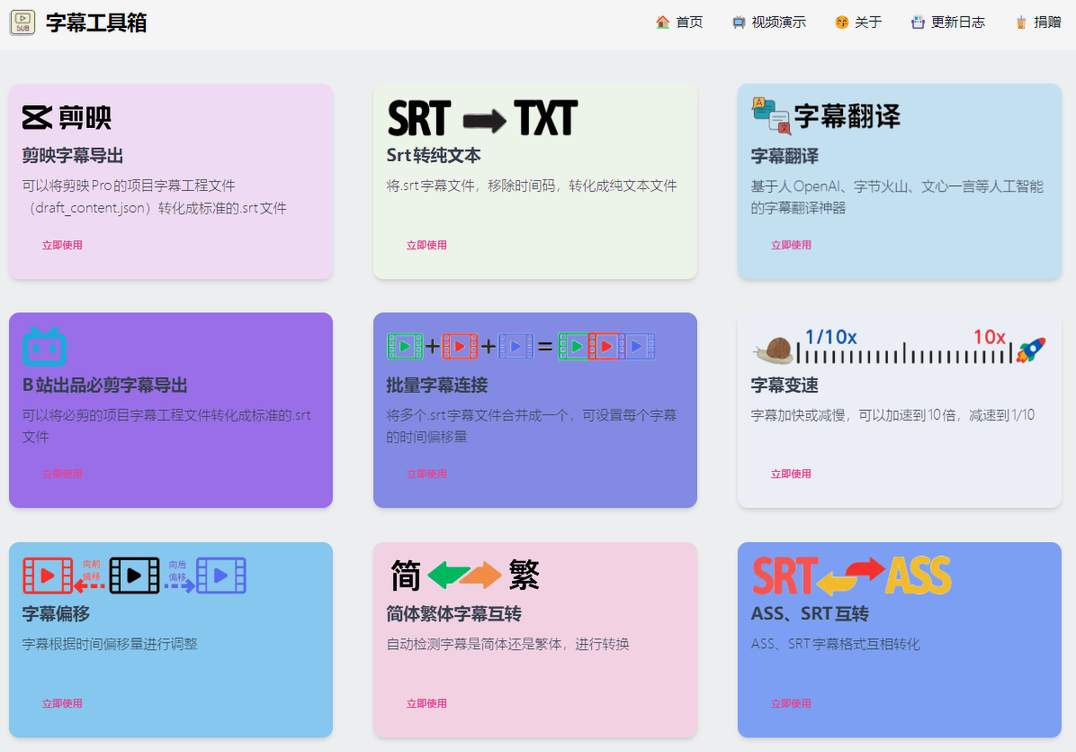 SUB
字幕工具箱
首页
视频演示
关于
更新日志
捐赠
剪映
剪映字幕导出
可以将剪映Pro的项目字幕工程文件
（draft_content.json）转化成标准的.srt文件
立即使用
SRT TXT
Srt转纯文本
将.srt字幕文件，移除时间码，转化成纯文本文件
立即使用
A 文
字幕翻译
字幕翻译
基于人OpenAI、字节火山、文心一言等人工智能
的字幕翻译神器
立即使用
B站出品必剪字幕导出
可以将必剪的项目字幕工程文件转化成标准的.srt
文件
立即使用
+ + =
批量字幕连接
将多个.srt字幕文件合并成一个，可设置每个字幕
的时间偏移量
立即使用
1/10x 10x
字幕变速
字幕加快或减慢，可以加速到10倍，减速到1/10
立即使用
向前
偏移
向后
偏移
字幕偏移
字幕根据时间偏移量进行调整
立即使用
简 繁
简体繁体字幕互转
自动检测字幕是简体还是繁体，进行转换
立即使用
SRT ASS
ASS、SRT互转
ASS、SRT字幕格式互相转化
立即使用